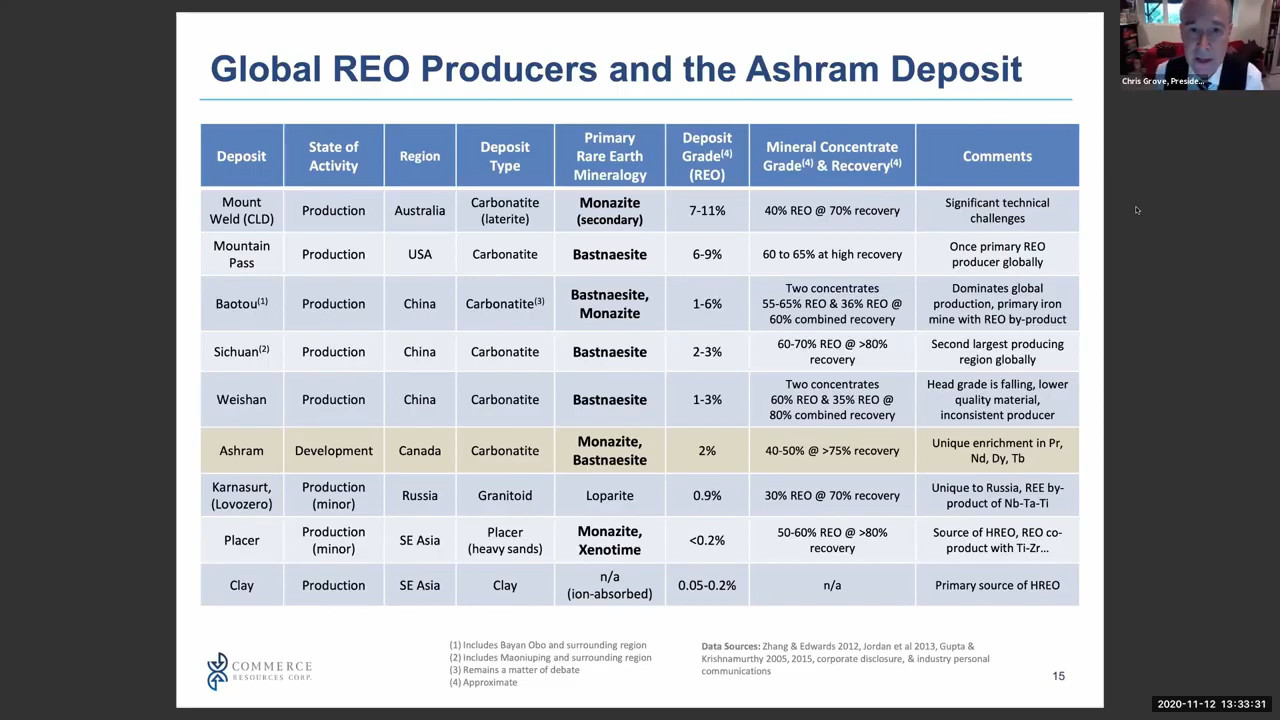 Global REO Producers and the Ashram Deposit
Chris Grove, Preside...
Deposit
State of
Activity
Region
Deposit
Type
Primary
Rare Earth
Mineralogy
Deposit
Grade(4)
(REO)
Mineral Concentrate
Grade(4) & Recovery(4)
Comments
Mount
Weld (CLD)
Production
Australia
Carbonatite
(laterite)
Monazite
(secondary)
7-11%
40% REO @ 70% recovery
Significant technical
challenges
Mountain
Pass
Production
USA
Carbonatite
Bastnaesite
6-9%
60 to 65% at high recovery
Once primary REO
producer globally
Baotou(1)
Production
China
Carbonatite(3)
Bastnaesite,
Monazite
1-6%
Two concentrates
55-65% REO & 36% REO @
60% combined recovery
Dominates global
production, primary iron
mine with REO by-product
Sichuan(2)
Production
China
Carbonatite
Bastnaesite
2-3%
60-70% REO @ >80%
recovery
Second largest producing
region globally
Weishan
Production
China
Carbonatite
Bastnaesite
1-3%
Two concentrates
60% REO & 35% REO @
80% combined recovery
Head grade is falling, lower
quality material,
inconsistent producer
Ashram
Development
Canada
Carbonatite
Monazite,
Bastnaesite
2%
40-50% @ >75% recovery
Unique enrichment in Pr,
Nd, Dy, Tb
Karnasurt,
(Lovozero)
Production
(minor)
Russia
Granitoid
Loparite
0.9%
30% REO @ 70% recovery
Unique to Russia, REE by-
product of Nb-Ta-Ti
Placer
Production
(minor)
SE Asia
Placer
(heavy sands)
Monazite,
Xenotime
<0.2%
50-60% REO @ >80%
recovery
Source of HREO, REO co-
product with Ti-Zr...
Clay
Production
SE Asia
Clay
n/a
(ion-absorbed)
0.05-0.2%
n/a
Primary source of HREO
COMMERCE
RESOURCES CORP.
(1) Includes Bayan Obo and surrounding region
(2) Includes Maoniuping and surrounding region
(3) Remains a matter of debate
(4) Approximate
Data Sources: Zhang & Edwards 2012, Jordan et al 2013, Gupta &
Krishnamurthy 2005, 2015, corporate disclosure, & industry personal
communications
15
2020-11-12 13:33:31